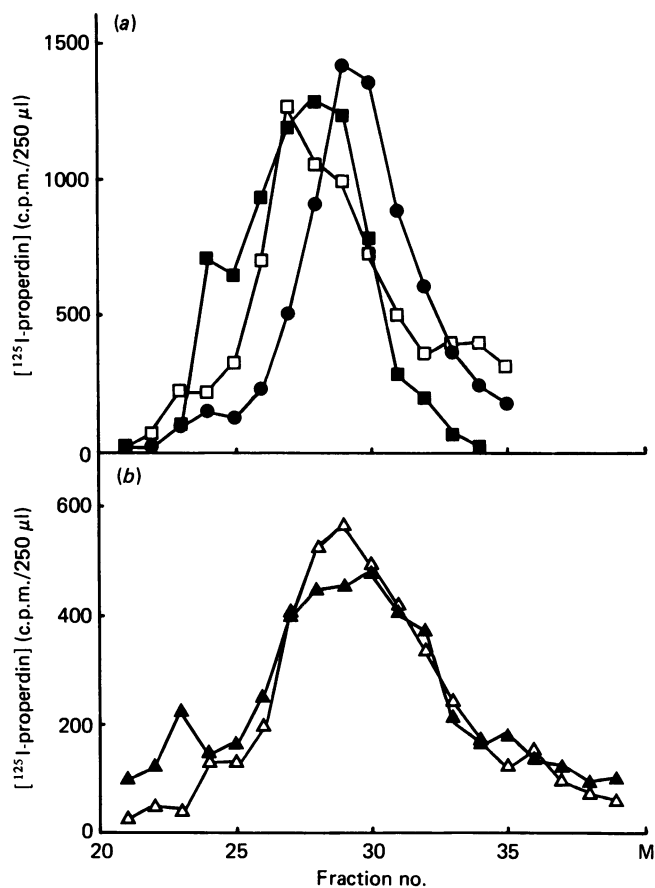 (a)
1500
1000
500
0
[¹²⁵I-properdin] (c.p.m./250 µl)
(b)
600
400
200
0
[¹²⁵I-properdin] (c.p.m./250 µl)
20
25
30
35
M
Fraction no.